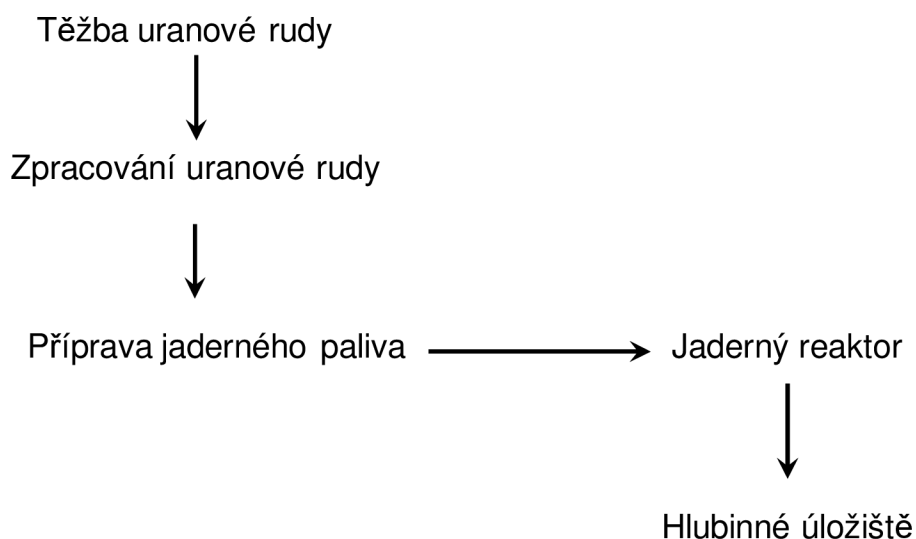 Těžba uranové rudy
Zpracování uranové rudy
Příprava jaderného paliva
Jaderný reaktor
Hlubinné úložiště